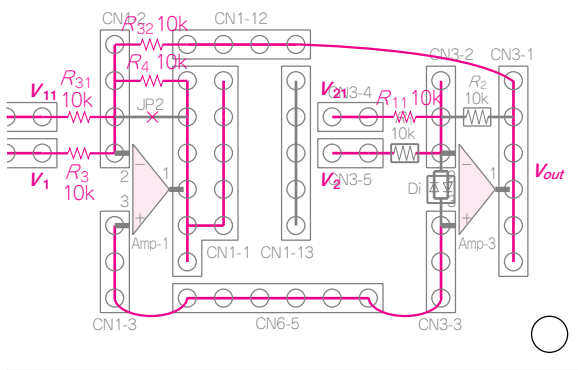 CN1-2
R32 10k
CN1-12
R4 10k
CN3-2
CN3-1
V11
R31
10k
JP2
V21
CN3-4
R11 10k
R2
10k
V1
R3
10k
2
1
3
Amp-1
10k
V2
CN3-5
Di
2
1
3
Amp-3
Vout
CN1-1
CN1-13
CN1-3
CN6-5
CN3-3